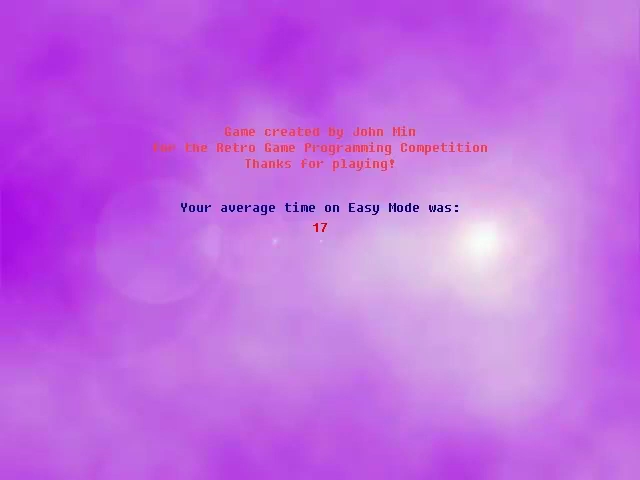 Game created by John Min
for the Retro Game Programming Competition
Thanks for playing!
Your average time on Easy Mode was:
17